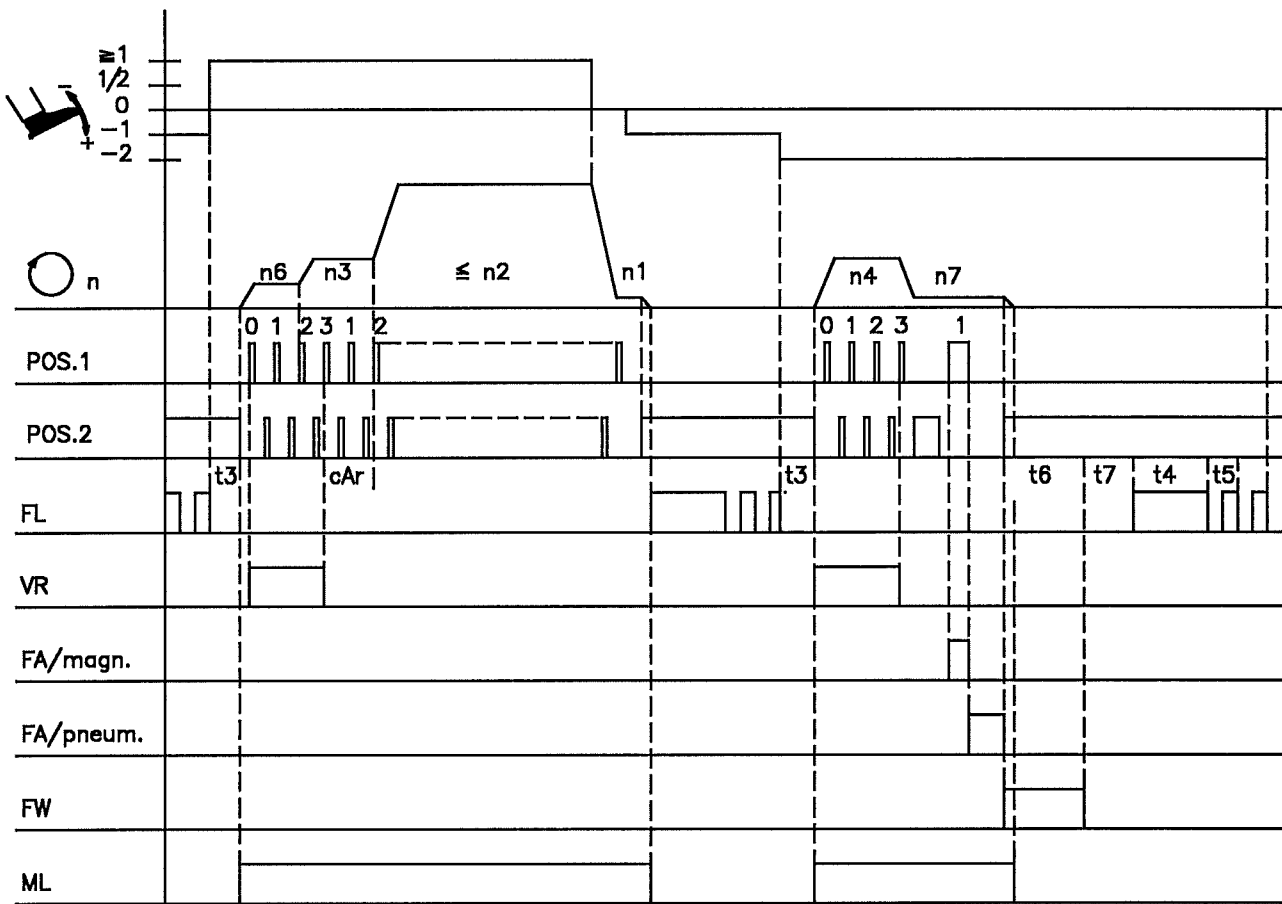 ≧1
1/2
0
-1
-2
- +
n
n6 n3 ≦ n2 n1 n4 n7
0 1 2 3 1 2 0 1 2 3 1
POS.1
POS.2
t3 cAr t3 t6 t7 t4 t5
FL
VR
FA/magn.
FA/pneum.
FW
ML